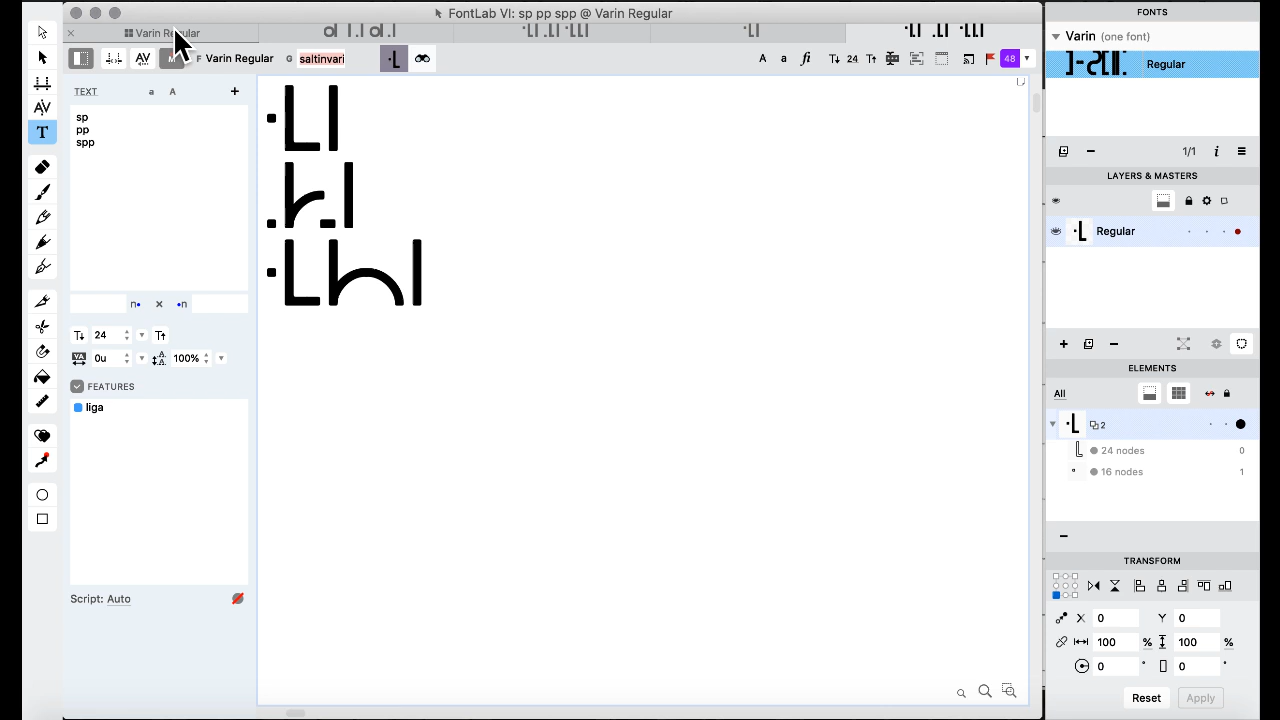 FontLab VI: sp pp spp @ Varin Regular
Varin Regular
F Varin Regular G saltinvari
A a fi 24 48
TEXT a A +
sp
pp
spp
n• × •n
24
0u 100%
FEATURES
liga
Script: Auto
FONTS
Varin (one font)
Regular
1/1 i
LAYERS & MASTERS
Regular
ELEMENTS
All
2
24 nodes 0
16 nodes 1
TRANSFORM
X 0 Y 0
100 % 100 %
0 ° 0 °
Reset Apply